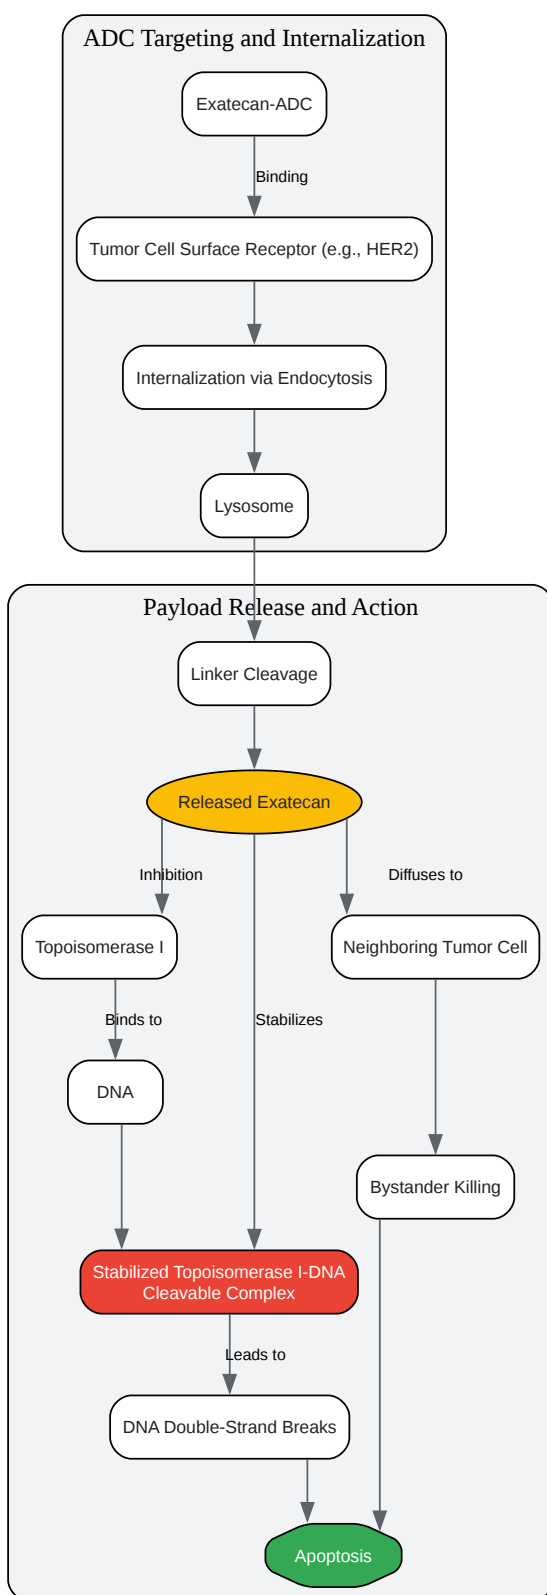 ADC Targeting and Internalization
Exatecan-ADC
Binding
Tumor Cell Surface Receptor (e.g., HER2)
Internalization via Endocytosis
Lysosome
Payload Release and Action
Linker Cleavage
Released Exatecan
Inhibition
Diffuses to
Topoisomerase I
Neighboring Tumor Cell
Binds to
Stabilizes
DNA
Bystander Killing
Stabilized Topoisomerase I-DNA
Cleavable Complex
Leads to
DNA Double-Strand Breaks
Apoptosis